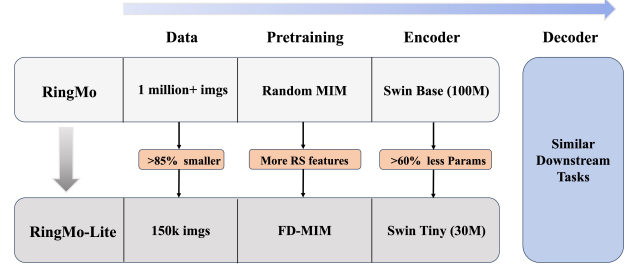 Data Pretraining Encoder Decoder
RingMo 1 million+ imgs Random MIM Swin Base (100M)
>85% smaller More RS features >60% less Params
RingMo-Lite 150k imgs FD-MIM Swin Tiny (30M)
Similar
Downstream
Tasks